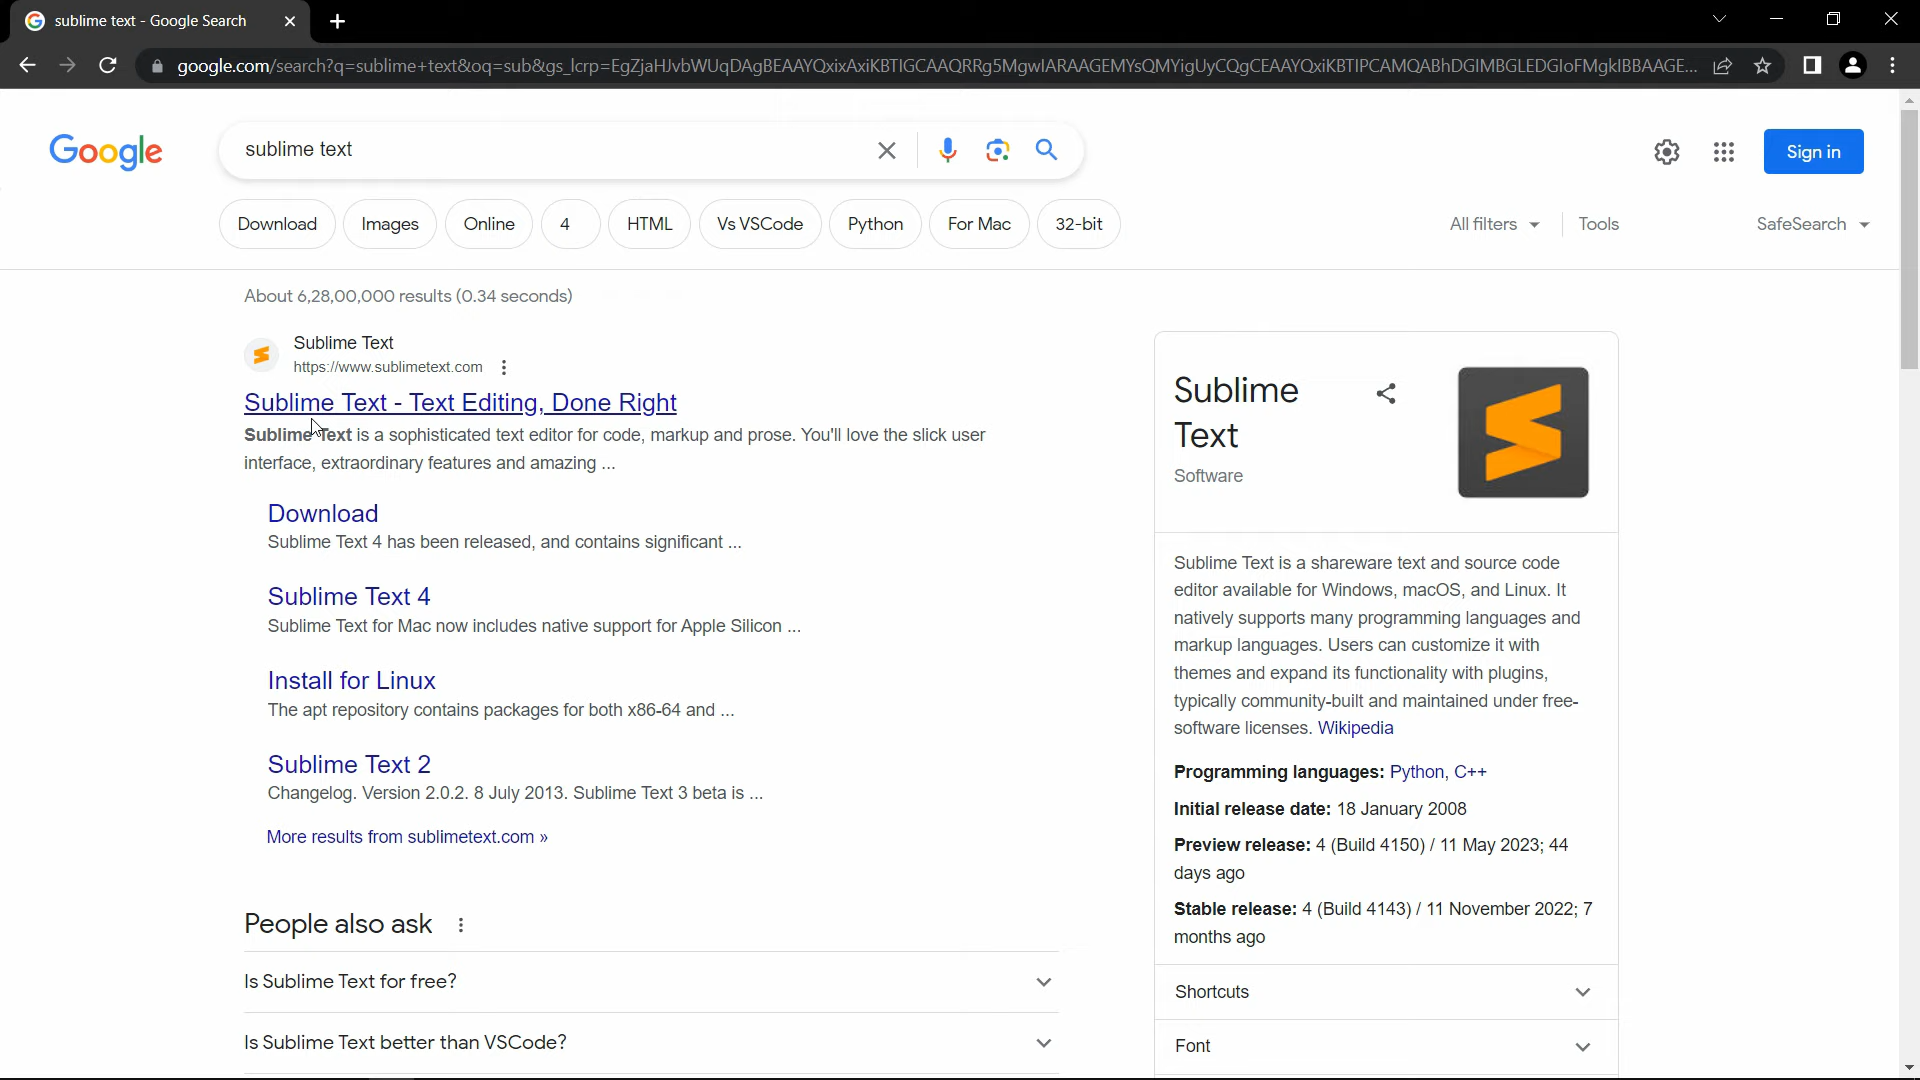 sublime text - Google Search
google.com/search?q=sublime+text&oq=sub&gs_lcrp=EgZjaHJvbWUqDAgBEAAYQxixAxiKBTIGCAAQRRg5MgwIARAAGEMYsQMYigUyCQgCEAAYQxiKBTIPCAMQABhDGIMBGLEDGIoFMgkIBBAAGE...
Google
sublime text
Sign in
Download
Images
Online
4
HTML
Vs VSCode
Python
For Mac
32-bit
All filters
Tools
SafeSearch
About 6,28,00,000 results (0.34 seconds)
Sublime Text
https://www.sublimetext.com
Sublime Text - Text Editing, Done Right
Sublime Text is a sophisticated text editor for code, markup and prose. You'll love the slick user
interface, extraordinary features and amazing ...
Download
Sublime Text 4 has been released, and contains significant ...
Sublime Text 4
Sublime Text for Mac now includes native support for Apple Silicon ...
Install for Linux
The apt repository contains packages for both x86-64 and ...
Sublime Text 2
Changelog. Version 2.0.2. 8 July 2013. Sublime Text 3 beta is ...
More results from sublimetext.com »
People also ask
Is Sublime Text for free?
Is Sublime Text better than VSCode?
Sublime
Text
Software
Sublime Text is a shareware text and source code
editor available for Windows, macOS, and Linux. It
natively supports many programming languages and
markup languages. Users can customize it with
themes and expand its functionality with plugins,
typically community-built and maintained under free-
software licenses. Wikipedia
Programming languages: Python, C++
Initial release date: 18 January 2008
Preview release: 4 (Build 4150) / 11 May 2023; 44
days ago
Stable release: 4 (Build 4143) / 11 November 2022; 7
months ago
Shortcuts
Font